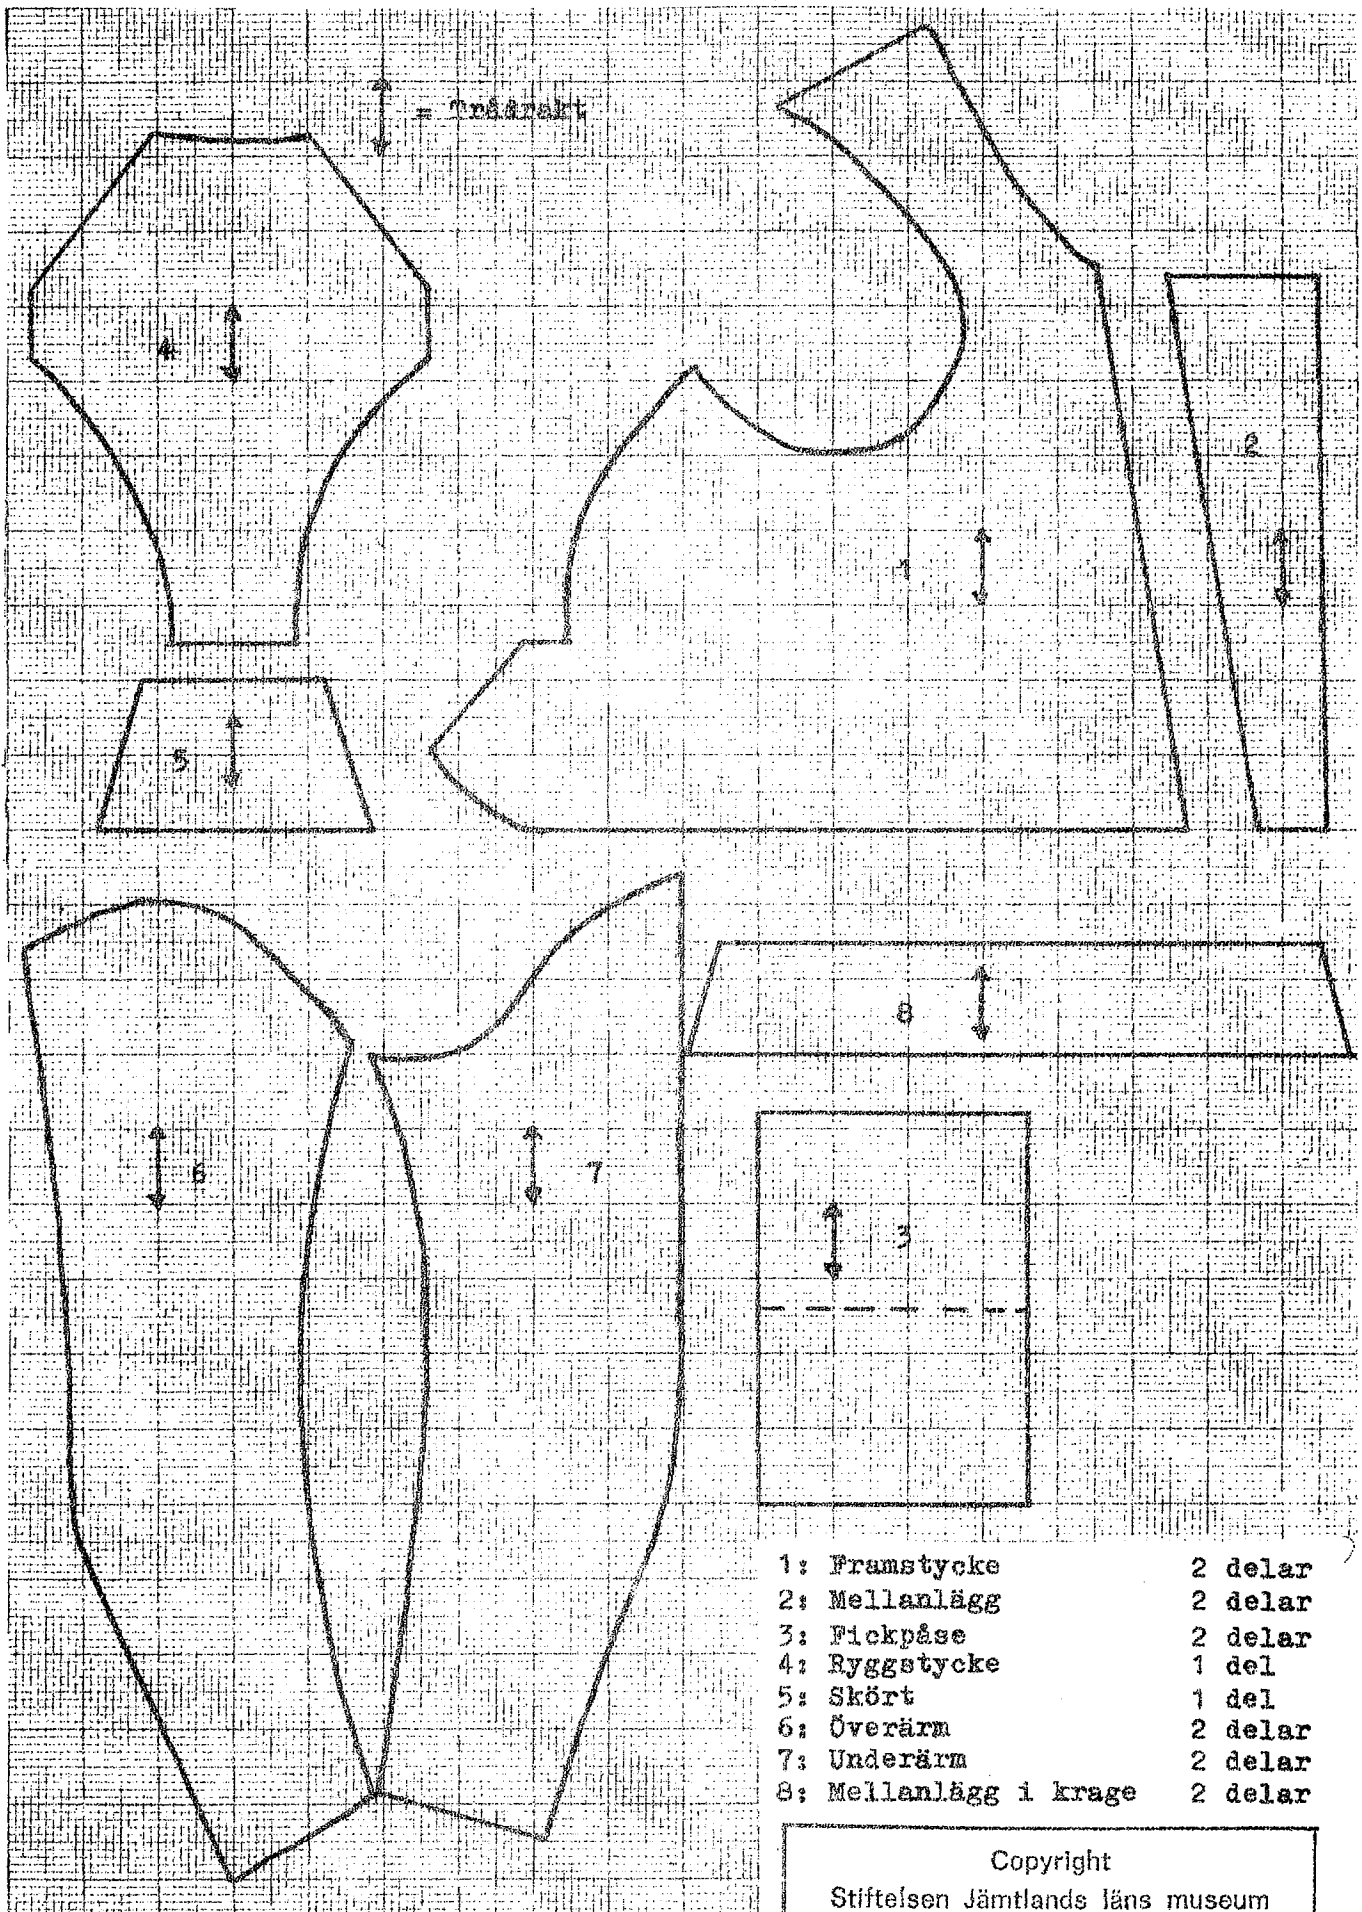 = Trådrakt
4
2
1
5
8
6
7
3
1: Framstycke 2 delar
2: Mellanlägg 2 delar
3: Fickpåse 2 delar
4: Ryggstycke 1 del
5: Skört 1 del
6: Överärm 2 delar
7: Underärm 2 delar
8: Mellanlägg i krage 2 delar
Copyright
Stiftelsen Jämtlands läns museum